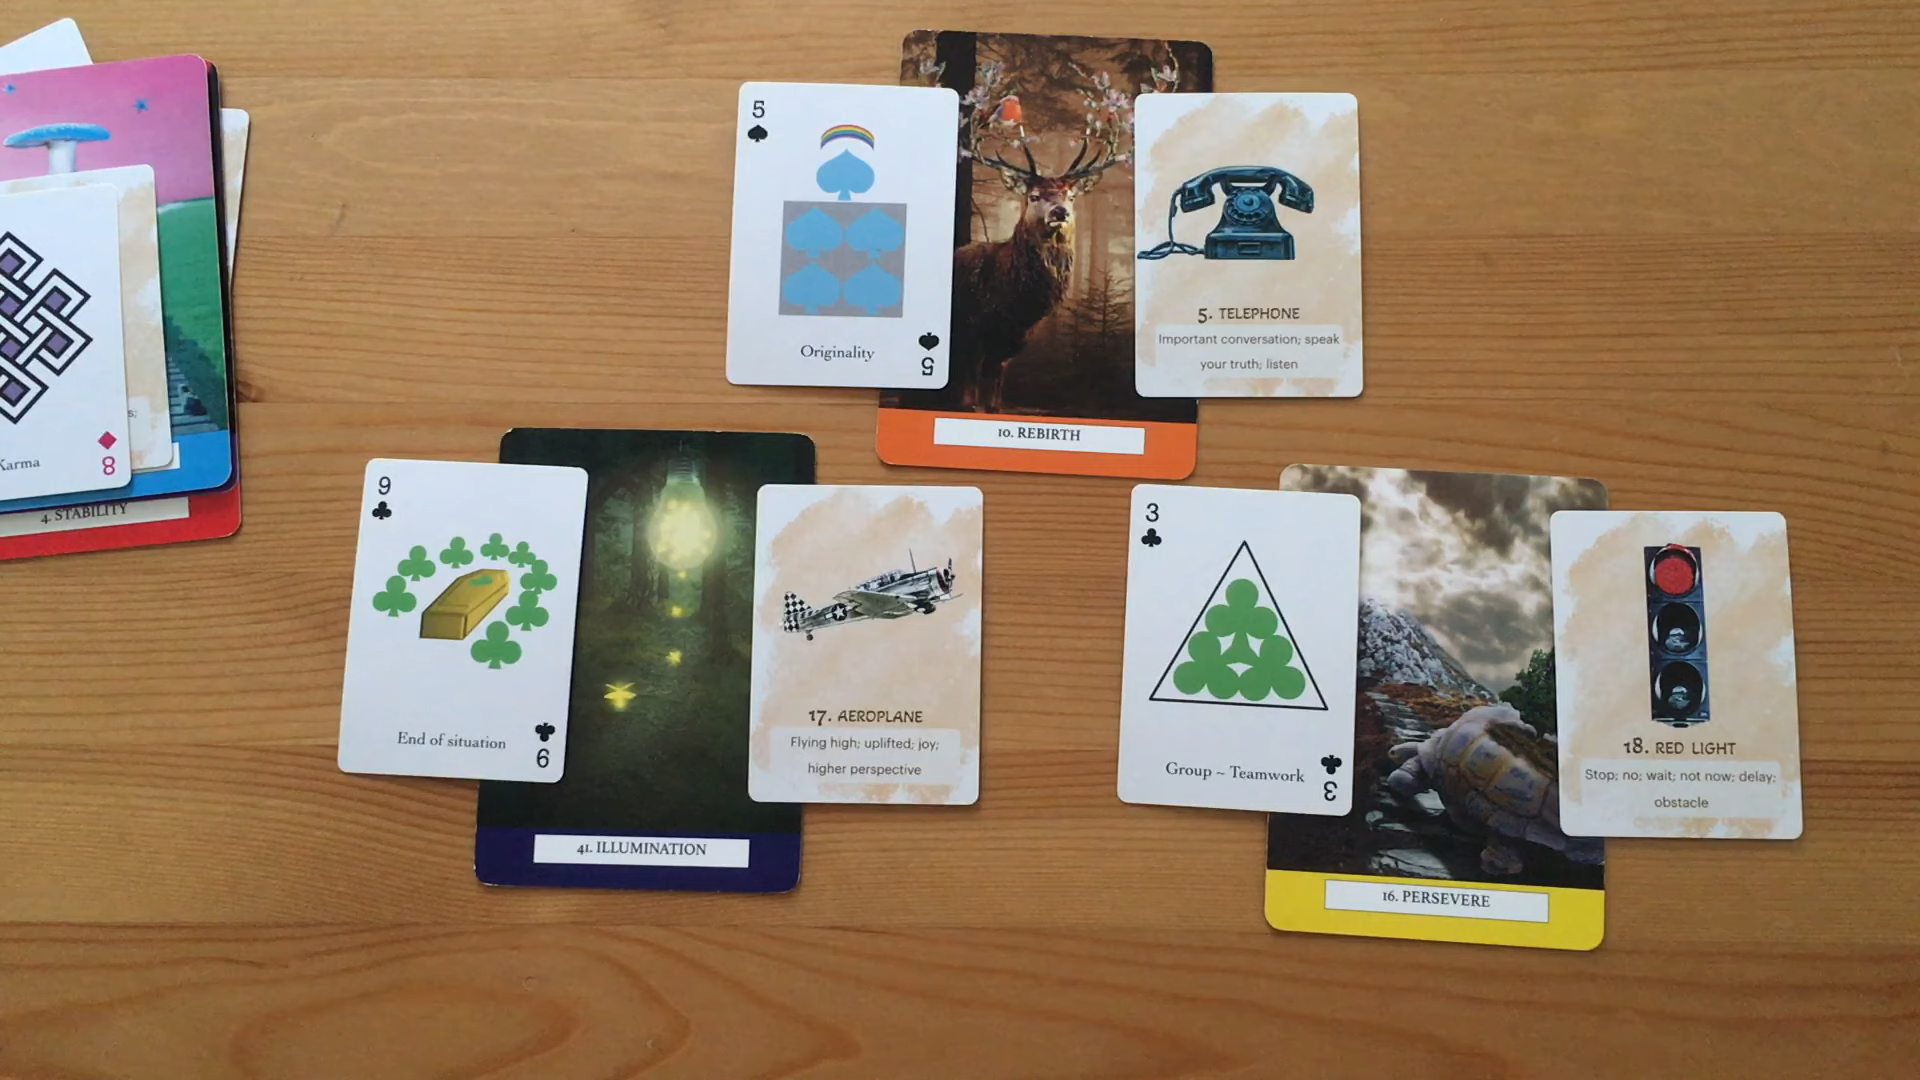 5
Originality
5
10. REBIRTH
5. TELEPHONE
Important conversation; speak
your truth; listen
Karma
8
4. STABILITY
9
End of situation
9
41. ILLUMINATION
17. AEROPLANE
Flying high; uplifted; joy;
higher perspective
3
Group ~ Teamwork
3
16. PERSEVERE
18. RED LIGHT
Stop; no; wait; not now; delay;
obstacle